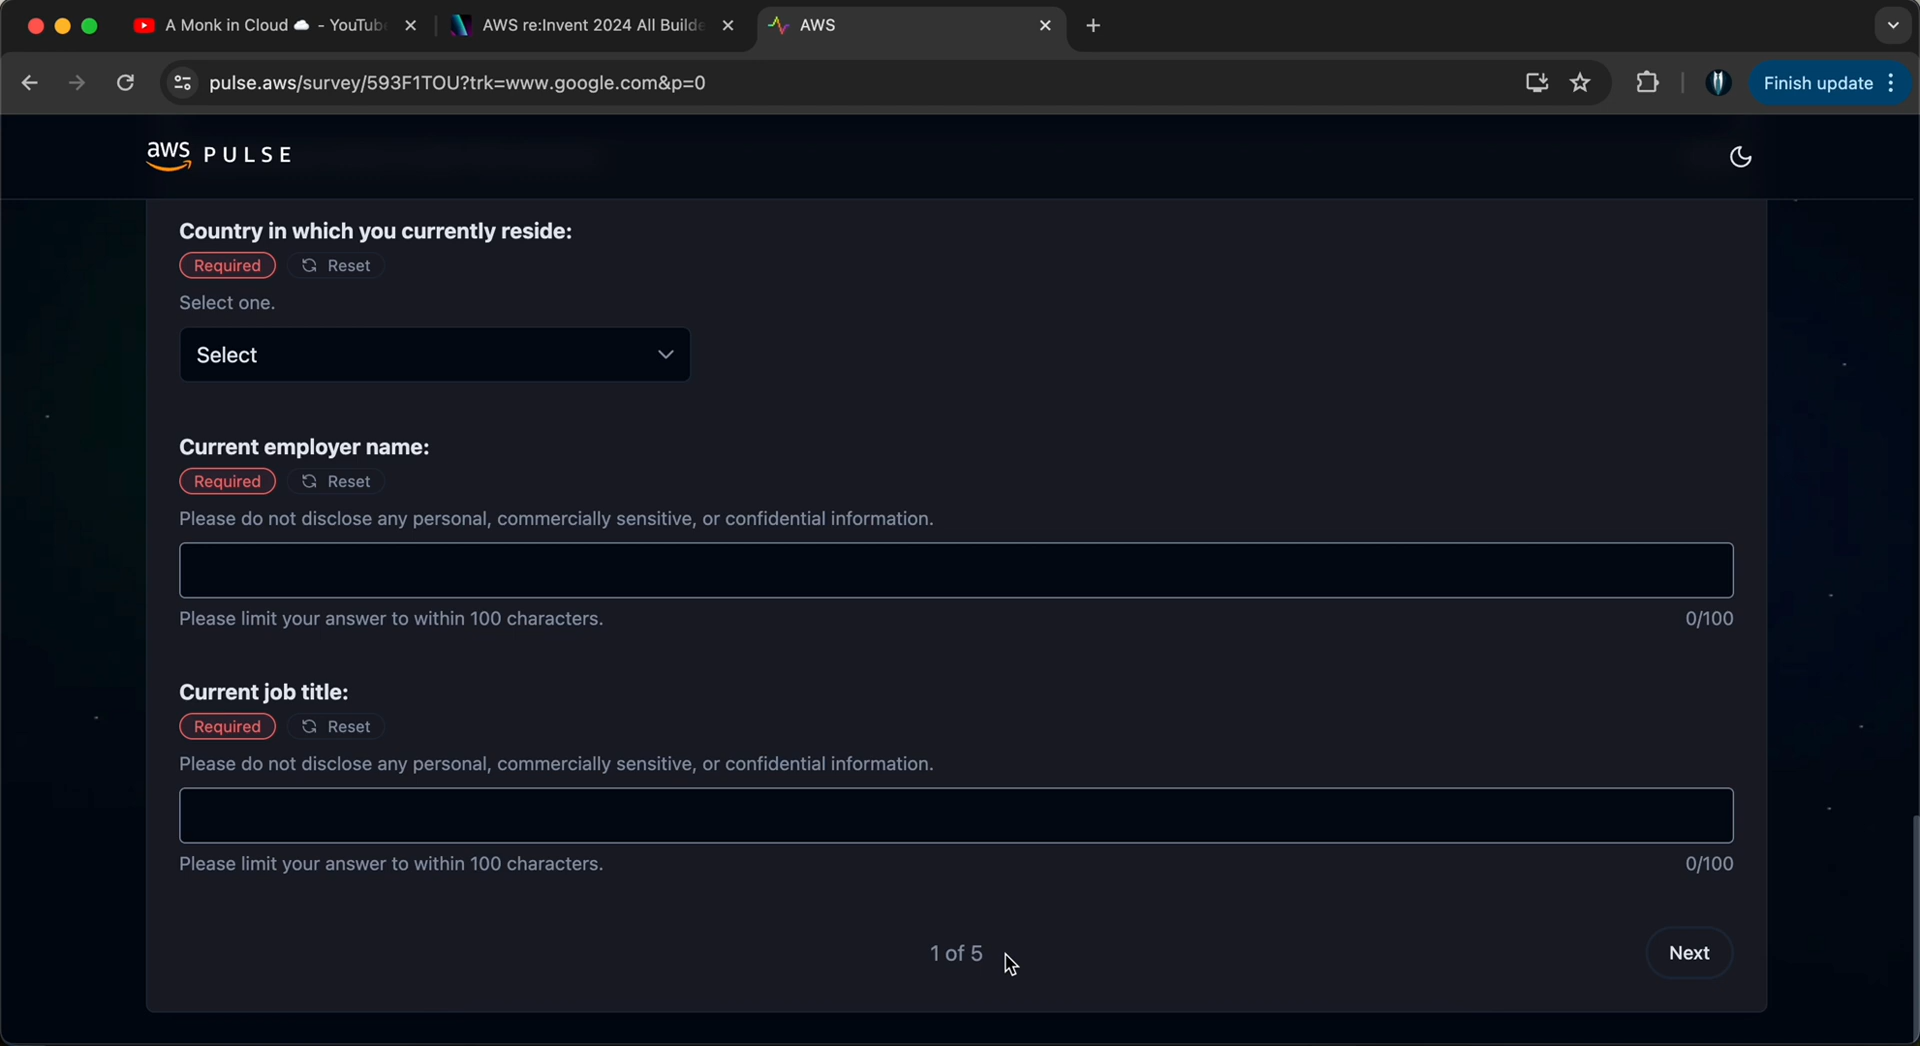 A Monk in Cloud ☁️ - YouTube
AWS re:Invent 2024 All Builde
AWS
pulse.aws/survey/593F1TOU?trk=www.google.com&p=0
Finish update
aws PULSE
Country in which you currently reside:
Required Reset
Select one.
Select
Current employer name:
Required Reset
Please do not disclose any personal, commercially sensitive, or confidential information.
Please limit your answer to within 100 characters. 0/100
Current job title:
Required Reset
Please do not disclose any personal, commercially sensitive, or confidential information.
Please limit your answer to within 100 characters. 0/100
1 of 5
Next